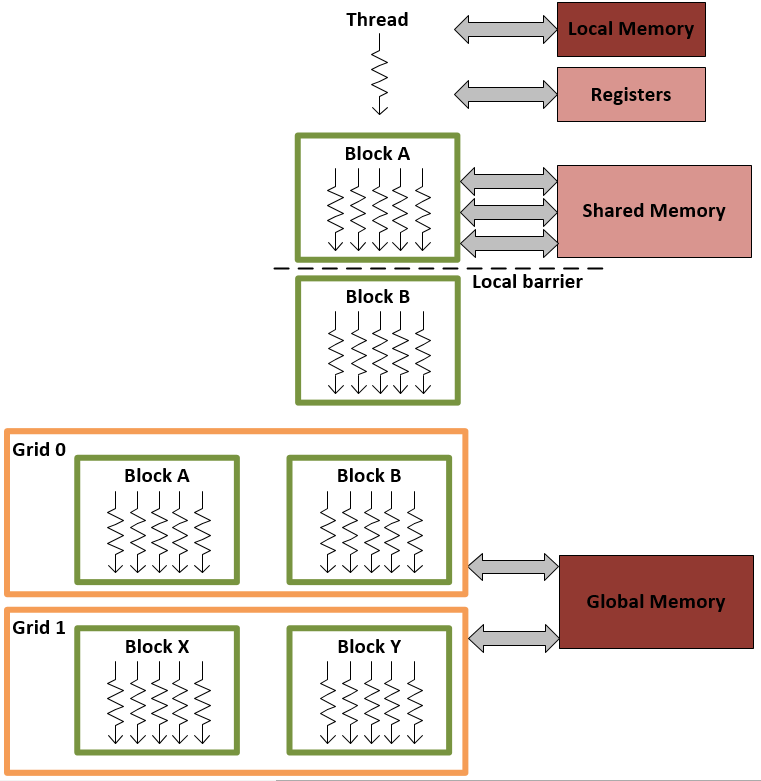 Thread
Local Memory
Registers
Block A
Shared Memory
Local barrier
Block B
Grid 0
Block A
Block B
Global Memory
Grid 1
Block X
Block Y